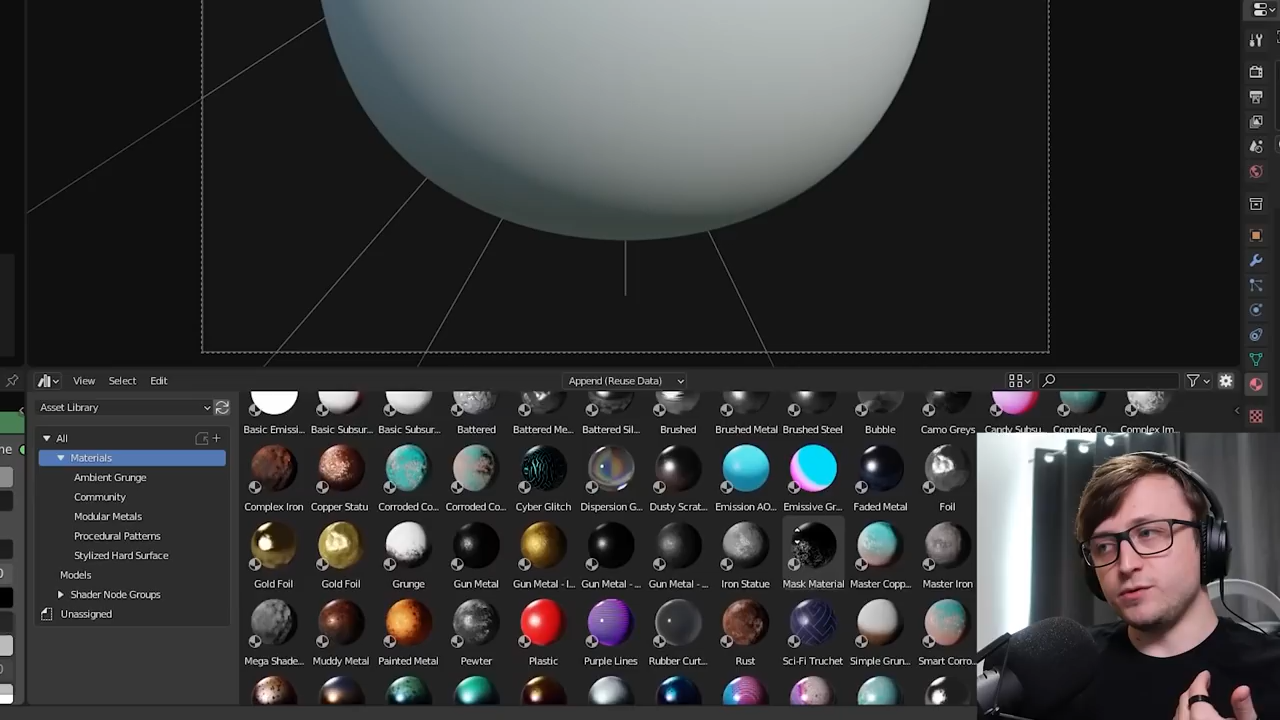 View Select Edit Append (Reuse Data)
Asset Library
All
Materials
Ambient Grunge
Community
Modular Metals
Procedural Patterns
Stylized Hard Surface
Models
Shader Node Groups
Unassigned
Basic Emissi... Basic Subsur... Basic Subsur... Battered Battered Me... Battered Sil... Brushed Brushed Metal Brushed Steel Bubble Camo Greys Candy Subsu... Complex Co... Complex Im...
Complex Iron Copper Statu Corroded Co... Corroded Co... Cyber Glitch Dispersion G... Dusty Scrat... Emission AO... Emissive Gr... Faded Metal Foil
Gold Foil Gold Foil Grunge Gun Metal Gun Metal - I... Gun Metal - ... Gun Metal - ... Iron Statue Mask Material Master Copp... Master Iron
Mega Shade... Muddy Metal Painted Metal Pewter Plastic Purple Lines Rubber Curt... Rust Sci-Fi Truchet Simple Grun... Smart Corro...